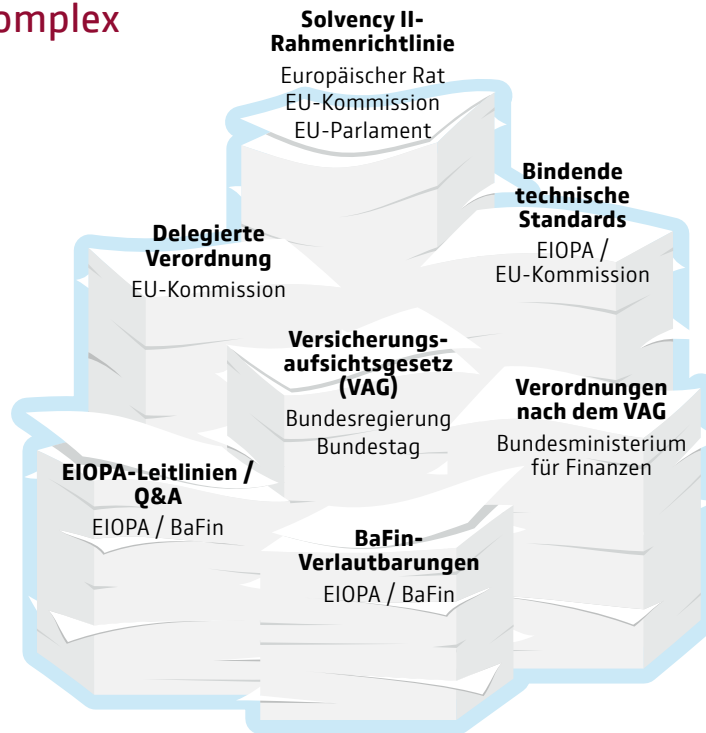 omplex
Solvency II-
Rahmenrichtlinie
Europäischer Rat
EU-Kommission
EU-Parlament
Bindende
technische
Standards
EIOPA /
EU-Kommission
Delegierte
Verordnung
EU-Kommission
Versicherungs-
aufsichtsgesetz
(VAG)
Bundesregierung
Bundestag
Verordnungen
nach dem VAG
Bundesministerium
für Finanzen
EIOPA-Leitlinien /
Q&A
EIOPA / BaFin
BaFin-
Verlautbarungen
EIOPA / BaFin